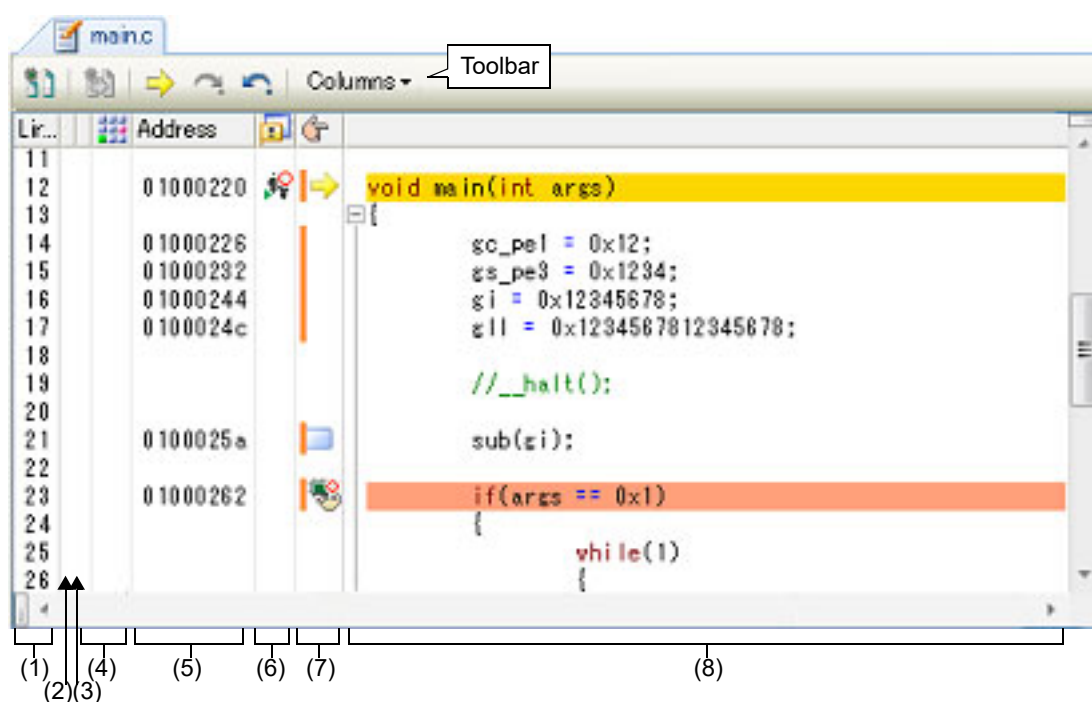 main.c
Columns
Toolbar
Lir... Address
11
12 01000220 void main(int args)
13 {
14 01000226 gc_pe1 = 0x12;
15 01000232 gs_pe3 = 0x1234;
16 01000244 gi = 0x12345678;
17 0100024c gll = 0x1234567812345678;
18
19 //__halt();
20
21 0100025a sub(gi);
22
23 01000262 if(args == 0x1)
24 {
25 while(1)
26 {
(1) (2) (3) (4) (5) (6) (7) (8)